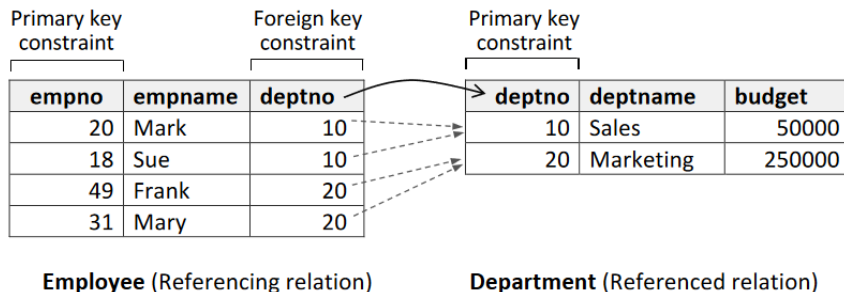 Primary key constraint
Foreign key constraint
Primary key constraint
empno empname deptno
20 Mark 10
18 Sue 10
49 Frank 20
31 Mary 20
deptno deptname budget
10 Sales 50000
20 Marketing 250000
Employee (Referencing relation)
Department (Referenced relation)